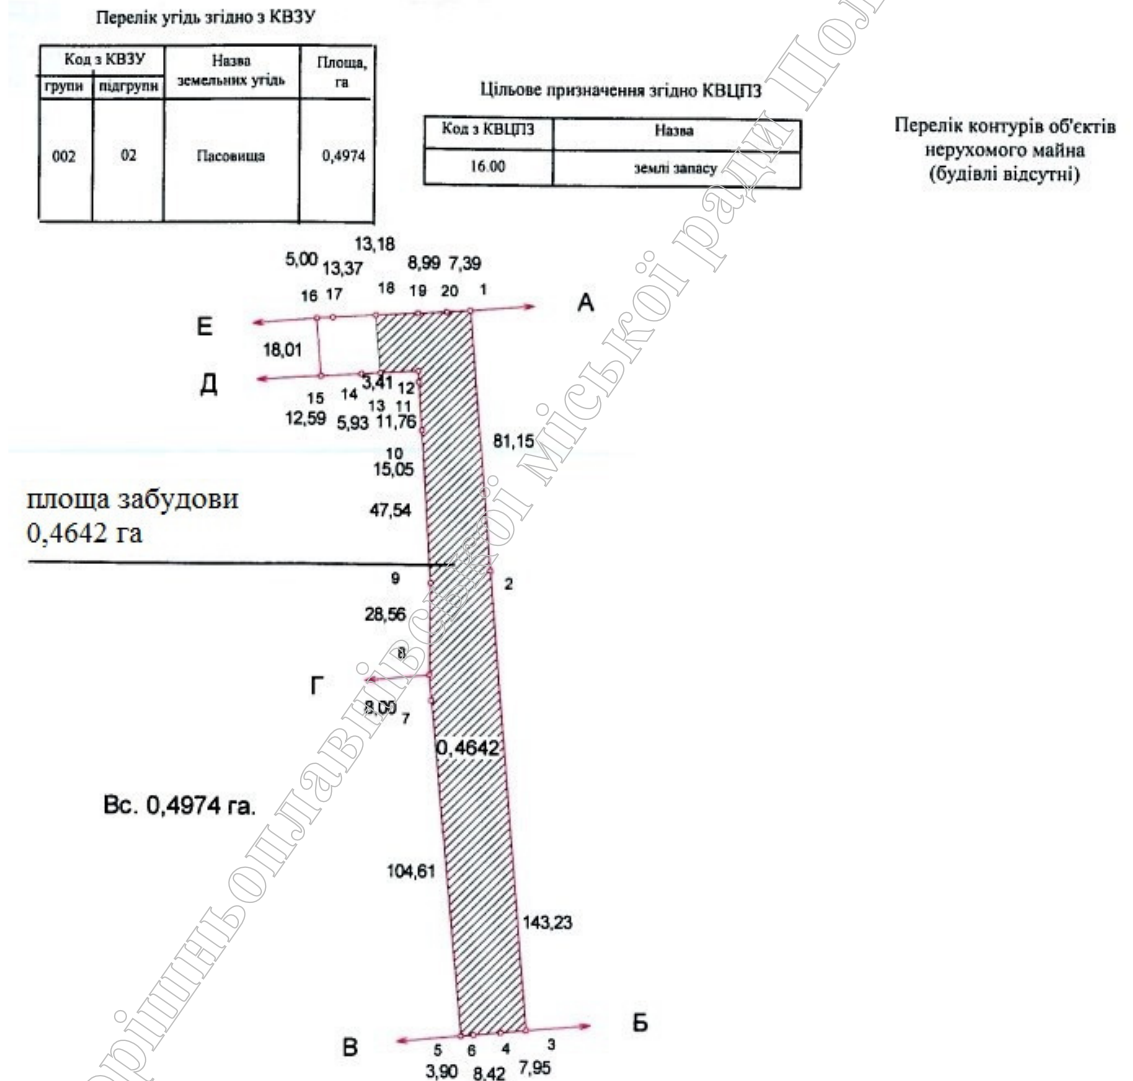 Перелік угідь згідно з КВЗУ
Код з КВЗУ
Назва земельних угідь
Площа, га
групи
підгрупи
002
02
Пасовища
0,4974
Цільове призначення згідно КВЦПЗ
Код з КВЦПЗ
Назва
16.00
землі запасу
Перелік контурів об'єктів
нерухомого майна
(будівлі відсутні)
13,18
5,00
13,37
8,99
7,39
16
17
18
19
20
1
А
Е
18,01
Д
3,41
12
14
15
13
11
12,59
5,93
11,76
10
15,05
81,15
47,54
площа забудови
0,4642 га
9
2
28,56
8
Г
8,00
7
0,4642
Вс. 0,4974 га.
104,61
143,23
В
Б
5
6
4
3
3,90
8,42
7,95
орішньоплавнівської міської ради Пол